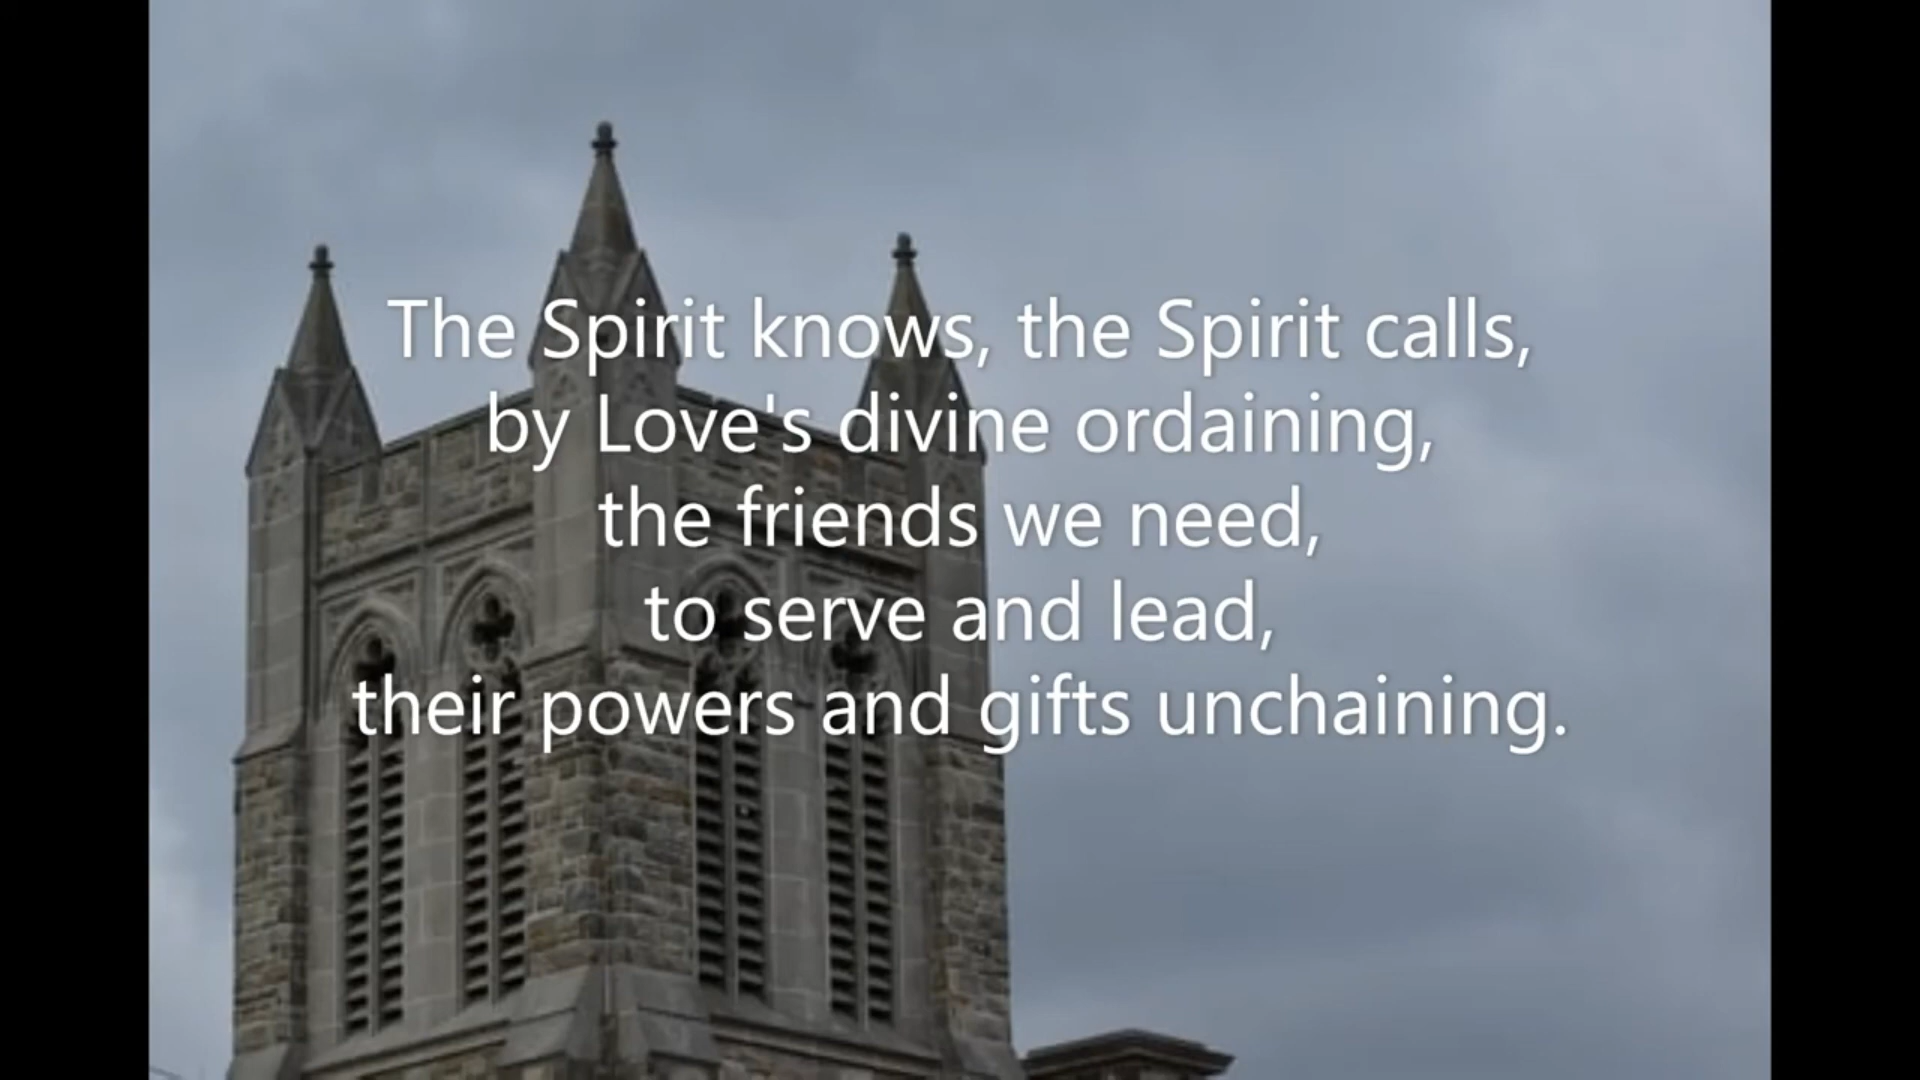 The Spirit knows, the Spirit calls,
by Love's divine ordaining,
the friends we need,
to serve and lead,
their powers and gifts unchaining.